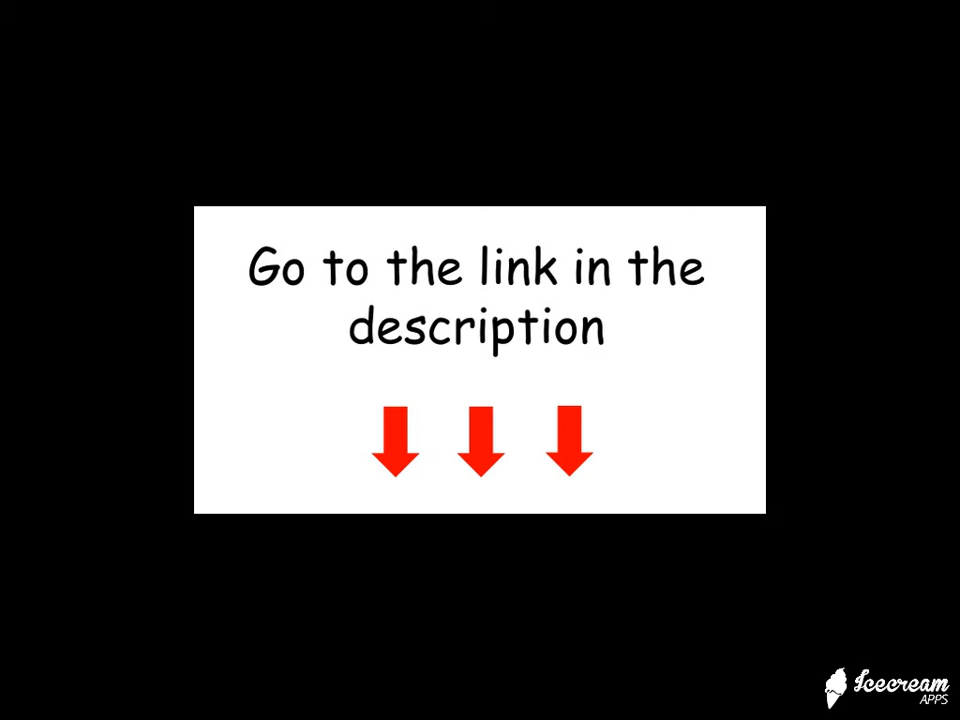 Go to the link in the
description
Icecream
APPS